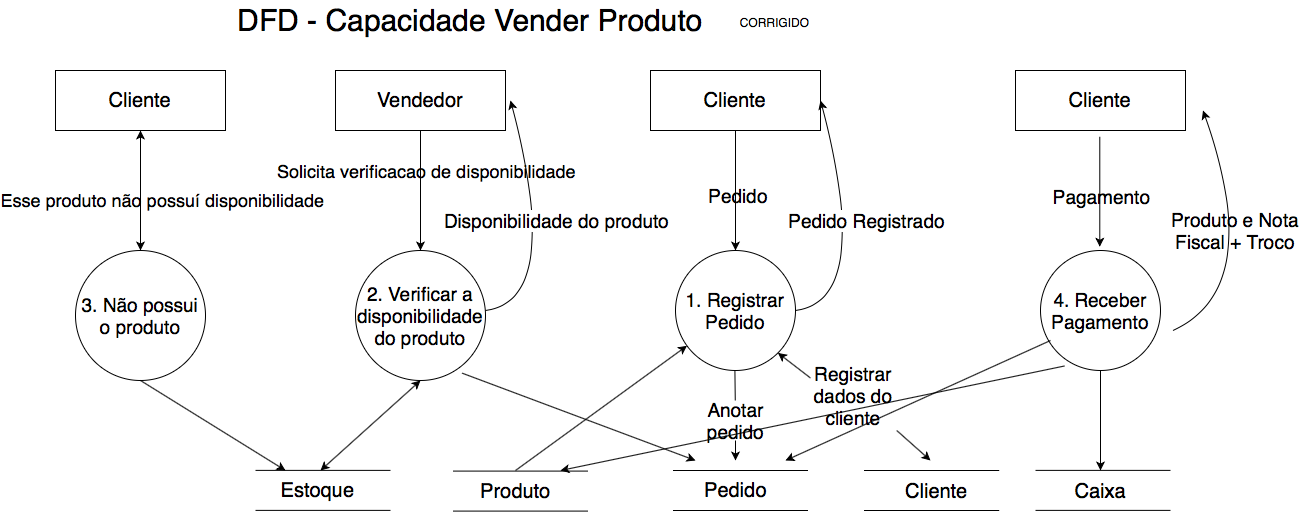 DFD - Capacidade Vender Produto CORRIGIDO
Cliente
Vendedor
Cliente
Cliente
Solicita verificacao de disponibilidade
Esse produto não possuí disponibilidade
Disponibilidade do produto
Pedido
Pedido Registrado
Pagamento
Produto e Nota
Fiscal + Troco
3. Não possui
o produto
2. Verificar a
disponibilidade
do produto
1. Registrar
Pedido
4. Receber
Pagamento
Anotar
pedido
Registrar
dados do
cliente
Estoque
Produto
Pedido
Cliente
Caixa